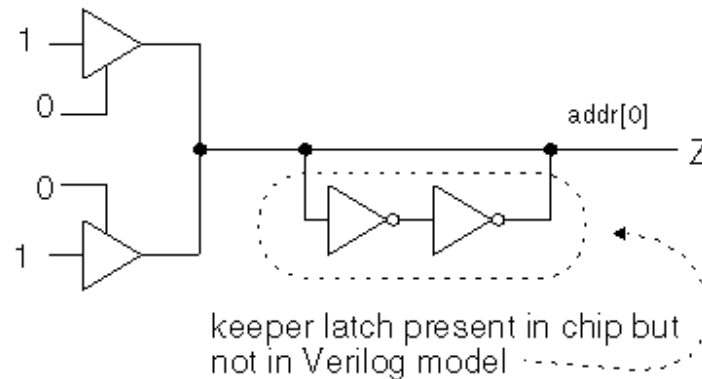 1
0
addr[0]
Z
0
1
keeper latch present in chip but
not in Verilog model